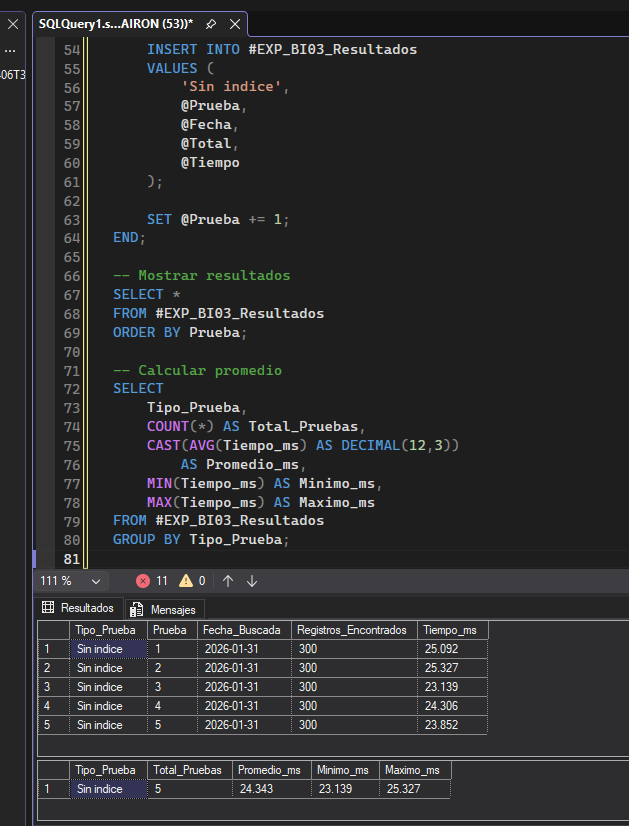 SQLQuery1.s...AIRON (53))*
...
06T3
54 INSERT INTO #EXP_BI03_Resultados
55 VALUES (
56 'Sin indice',
57 @Prueba,
58 @Fecha,
59 @Total,
60 @Tiempo
61 );
62
63 SET @Prueba += 1;
64 END;
65
66 -- Mostrar resultados
67 SELECT *
68 FROM #EXP_BI03_Resultados
69 ORDER BY Prueba;
70
71 -- Calcular promedio
72 SELECT
73 Tipo_Prueba,
74 COUNT(*) AS Total_Pruebas,
75 CAST(AVG(Tiempo_ms) AS DECIMAL(12,3))
76 AS Promedio_ms,
77 MIN(Tiempo_ms) AS Minimo_ms,
78 MAX(Tiempo_ms) AS Maximo_ms
79 FROM #EXP_BI03_Resultados
80 GROUP BY Tipo_Prueba;
81
111 % 11 0
Resultados Mensajes
Tipo_Prueba Prueba Fecha_Buscada Registros_Encontrados Tiempo_ms
1 Sin indice 1 2026-01-31 300 25.092
2 Sin indice 2 2026-01-31 300 25.327
3 Sin indice 3 2026-01-31 300 23.139
4 Sin indice 4 2026-01-31 300 24.306
5 Sin indice 5 2026-01-31 300 23.852
Tipo_Prueba Total_Pruebas Promedio_ms Minimo_ms Maximo_ms
1 Sin indice 5 24.343 23.139 25.327